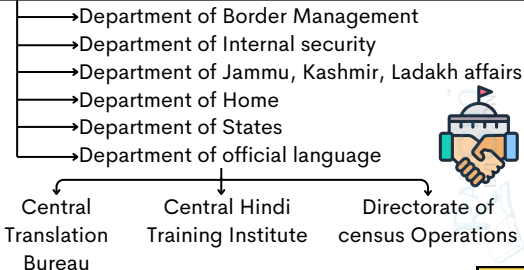 Department of Border Management
Department of Internal security
Department of Jammu, Kashmir, Ladakh affairs
Department of Home
Department of States
Department of official language
Central
Translation
Bureau
Central Hindi
Training Institute
Directorate of
census Operations